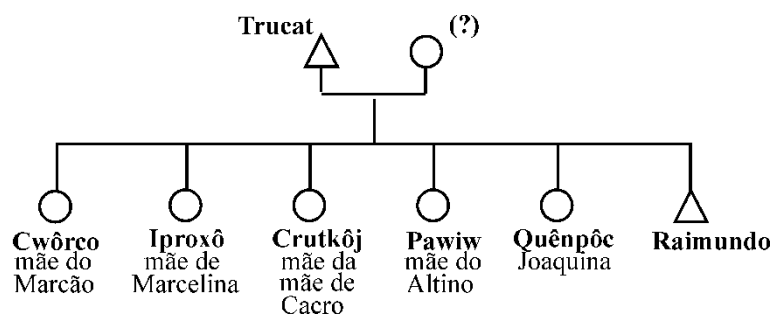 Trucat
(?)
Cwôrco
mãe do
Marcão
Iproxô
mãe de
Marcelina
Crutkôj
mãe da
mãe de
Cacro
Pawiw
mãe do
Altino
Quênpôc
Joaquina
Raimundo